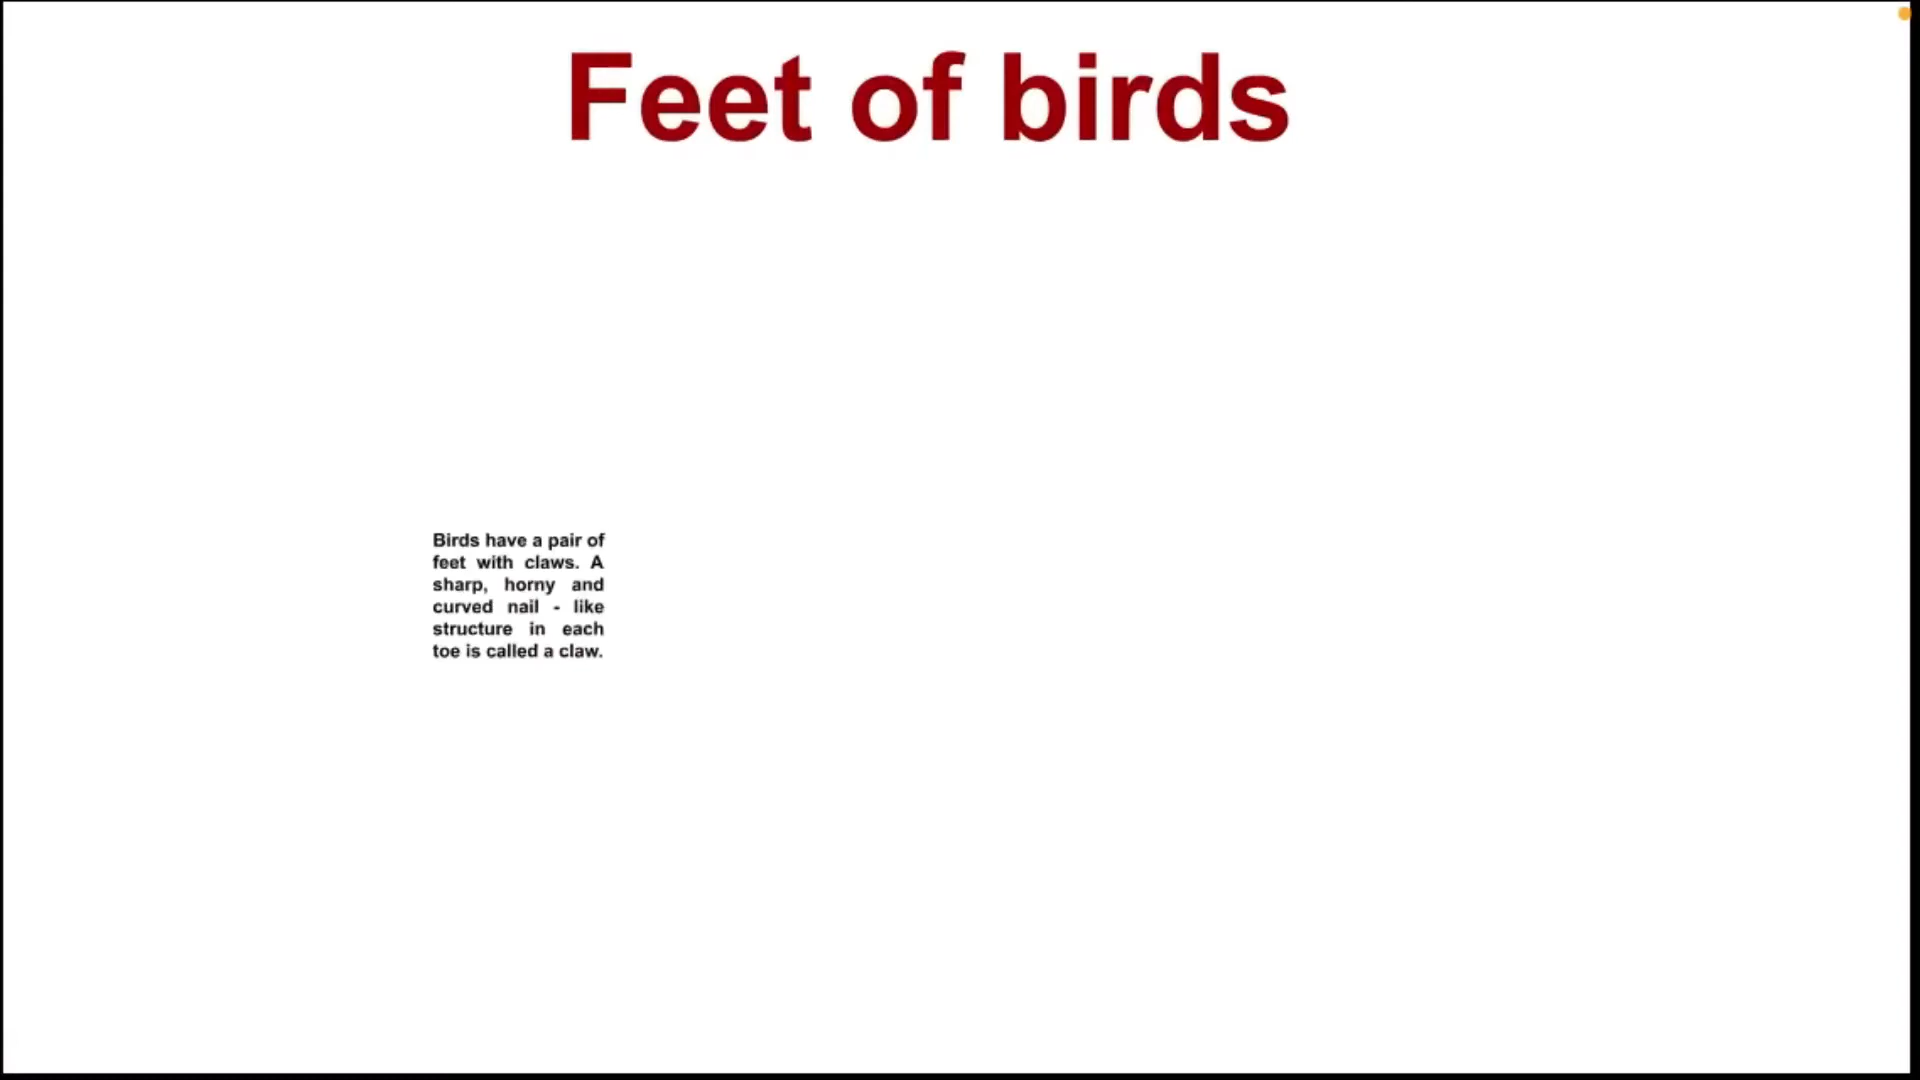 Feet of birds
Birds have a pair of
feet with claws. A
sharp, horny and
curved nail - like
structure in each
toe is called a claw.